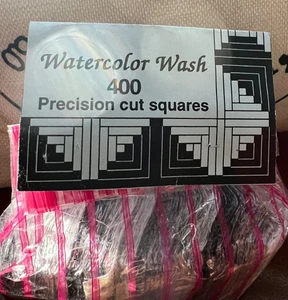 Watercolor Wash
400
Precision cut squares